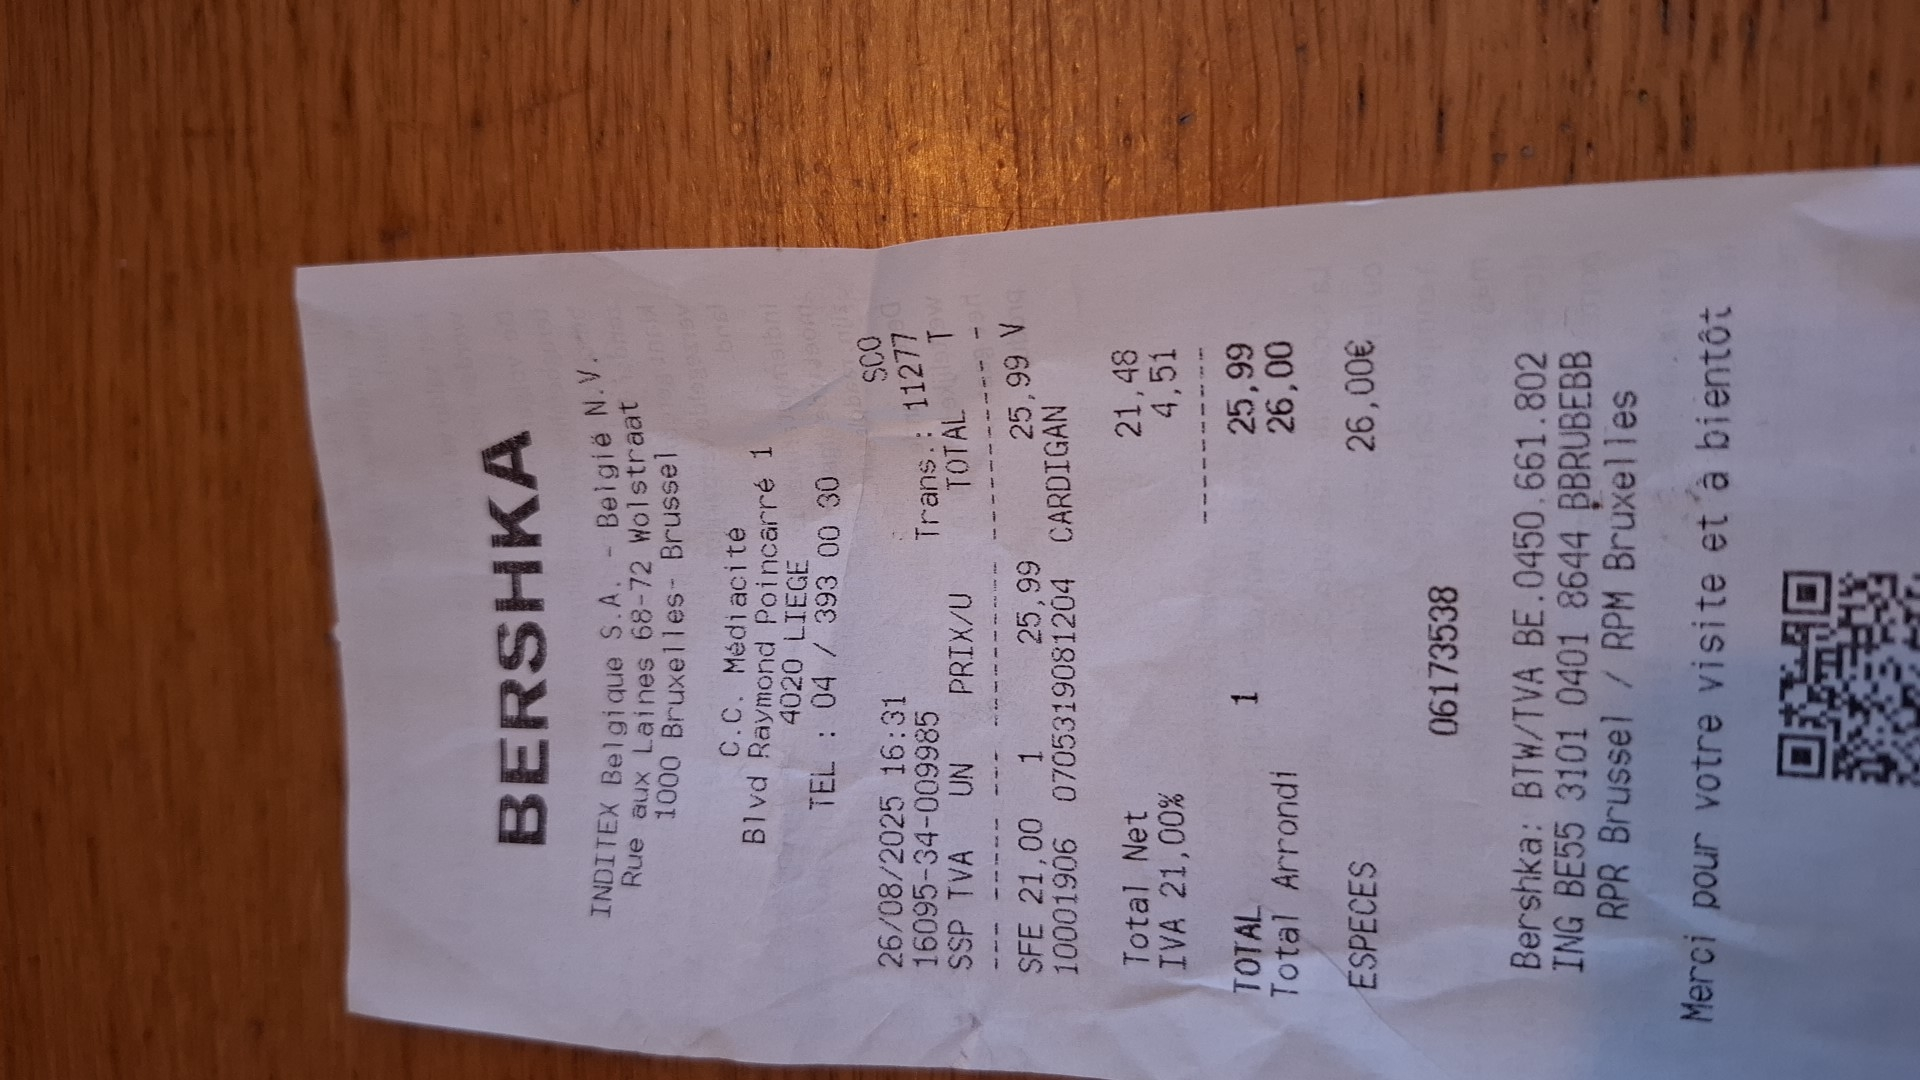 BERSHKA
INDITEX Belgique S.A. - België N.V.
Rue aux Laines 68-72 Wolstraat
1000 Bruxelles- Brussel
C.C. Médiacité
Blvd Raymond Poincarré 1
4020 LIEGE
TEL : 04 / 393 00 30
SCO
26/08/2025 16:31
16095-34-009985 Trans.: 11277
SSP TVA UN PRIX/U TOTAL T
SFE 21,00 1 25,99 25,99 V
10001906 07053190812​04 CARDIGAN
Total Net 21,48
IVA 21,00% 4,51
TOTAL 1 25,99
Total Arrondi 26,00
ESPECES 26,00€
06173538
Bershka: BTW/TVA BE.0450.661.802
ING BE55 3101 0401 8644 BBRUBEBB
RPR Brussel / RPM Bruxelles
Merci pour votre visite et à bientôt